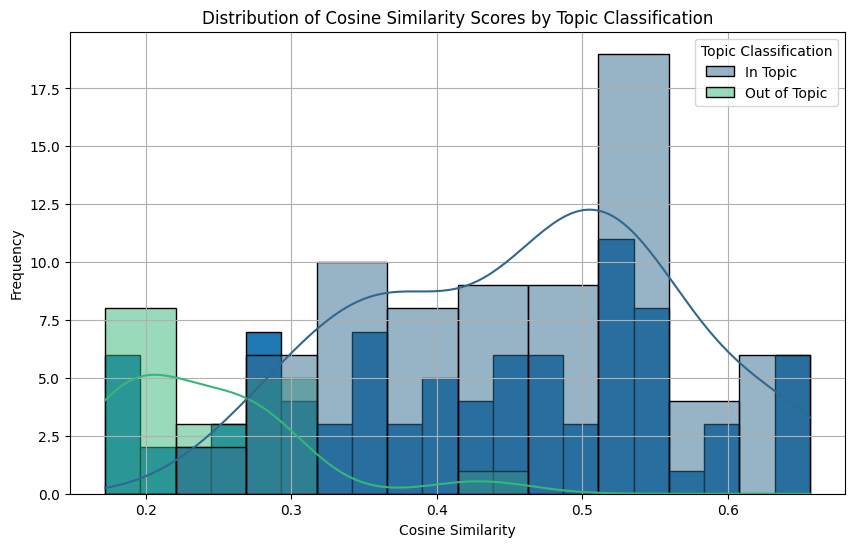 Distribution of Cosine Similarity Scores by Topic Classification
Topic Classification
In Topic
Out of Topic
Frequency
17.5
15.0
12.5
10.0
7.5
5.0
2.5
0.0
0.2
0.3
0.4
0.5
0.6
Cosine Similarity